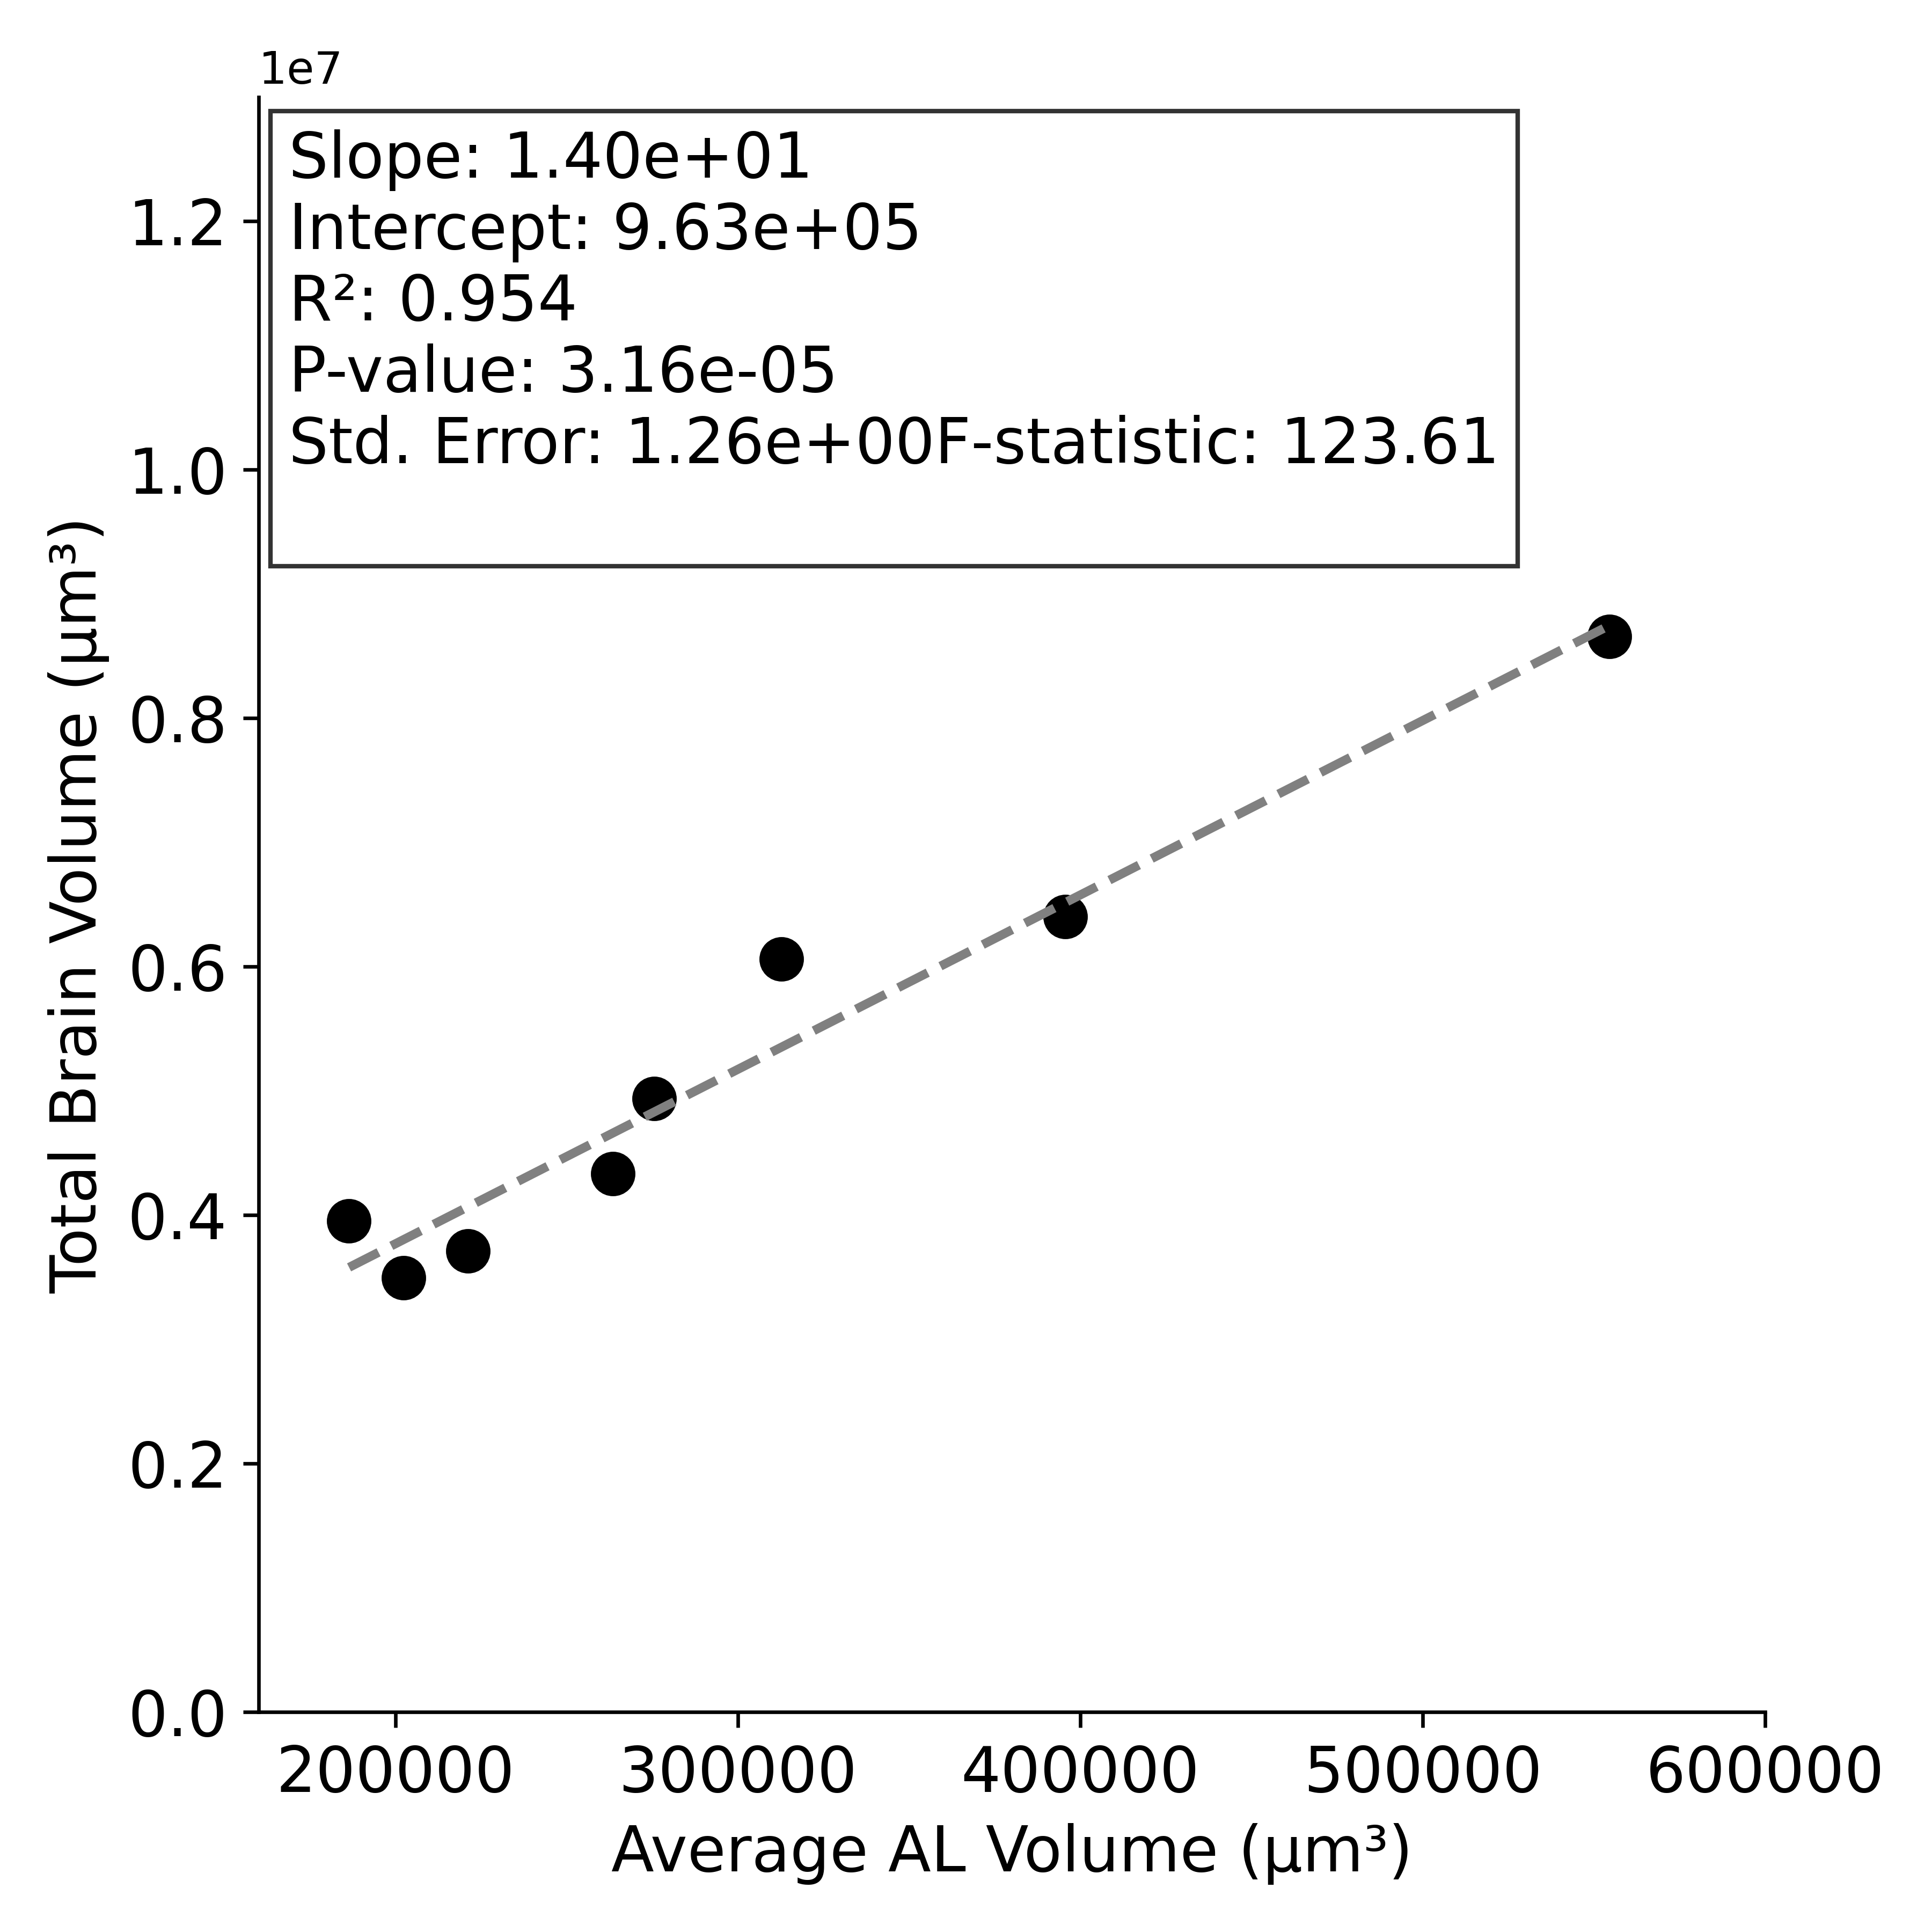 1e7
Slope: 1.40e+01
Intercept: 9.63e+05
R²: 0.954
P-value: 3.16e-05
Std. Error: 1.26e+00F-statistic: 123.61
1.2
1.0
0.8
0.6
0.4
0.2
0.0
Total Brain Volume (µm³)
200000 300000 400000 500000 600000
Average AL Volume (µm³)